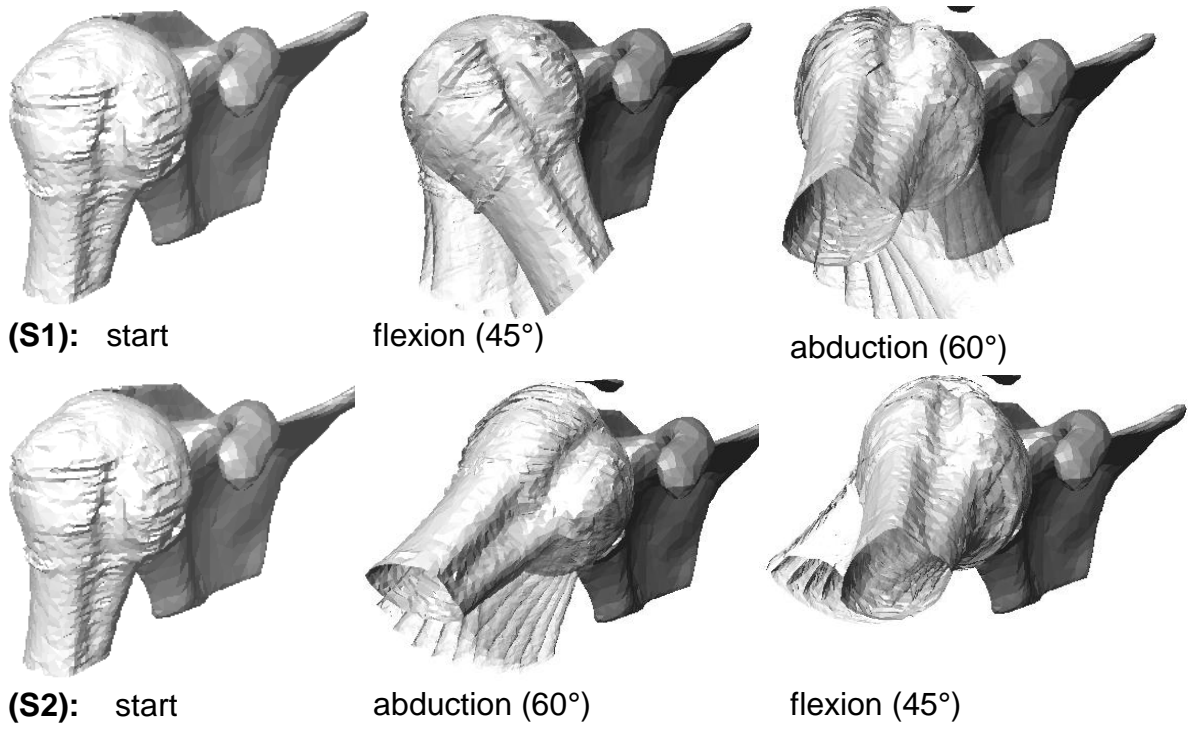 (S1): start
flexion (45°)
abduction (60°)
(S2): start
abduction (60°)
flexion (45°)